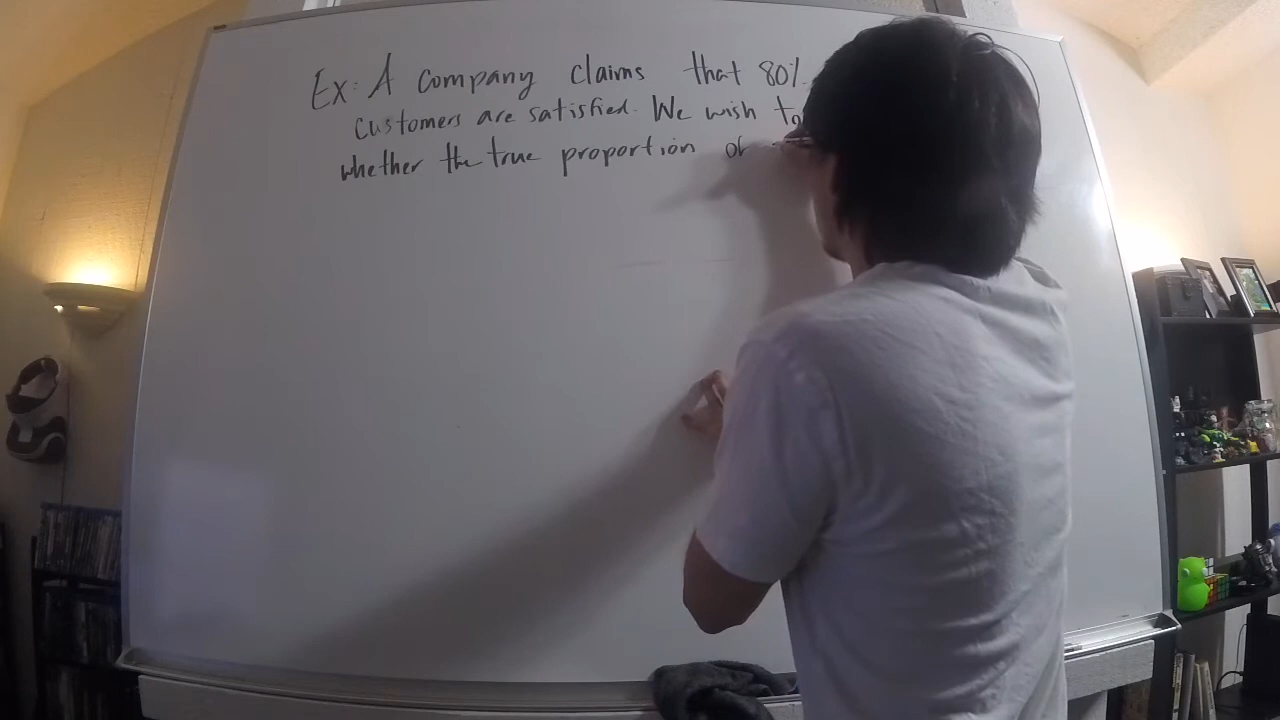 Ex: A company claims that 80%
customers are satisfied. We wish to
whether the true proportion of